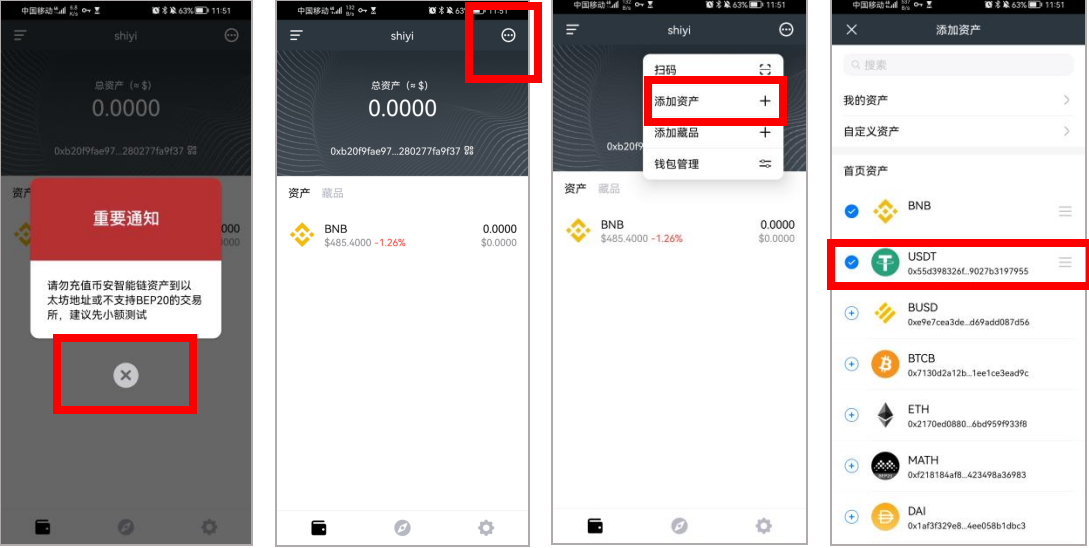 中国移动 6.8 K/s 63% 11:51
shiyi
总资产 (≈ $)
0.0000
0xb20f9fae97...280277fa9f37
资产
000
000
重要通知
请勿充值币安智能链资产到以
太坊地址或不支持BEP20的交易
所，建议先小额测试
中国移动 132 B/s 63% 11:51
shiyi
总资产 (≈ $)
0.0000
0xb20f9fae97...280277fa9f37
资产 藏品
BNB 0.0000
$485.4000 -1.26% $0.0000
中国移动 132 B/s 63% 11:51
shiyi
扫码
添加资产
添加藏品
钱包管理
0xb20f9
资产 藏品
BNB 0.0000
$485.4000 -1.26% $0.0000
中国移动 537 B/s 63% 11:51
添加资产
搜索
我的资产
自定义资产
首页资产
BNB
USDT
0x55d398326f...9027b3197955
BUSD
0xe9e7cea3de...d69add087d56
BTCB
0x7130d2a12b...1ee1ce3ead9c
ETH
0x2170ed0880...6bd959f933f8
MATH
0xf218184af8...423498a36983
DAI
0x1af3f329e8...4ee058b1dbc3